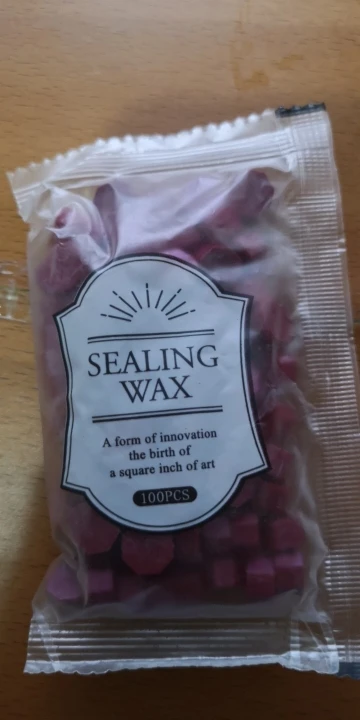 SEALING
WAX
A form of innovation
the birth of
a square inch of art
100PCS